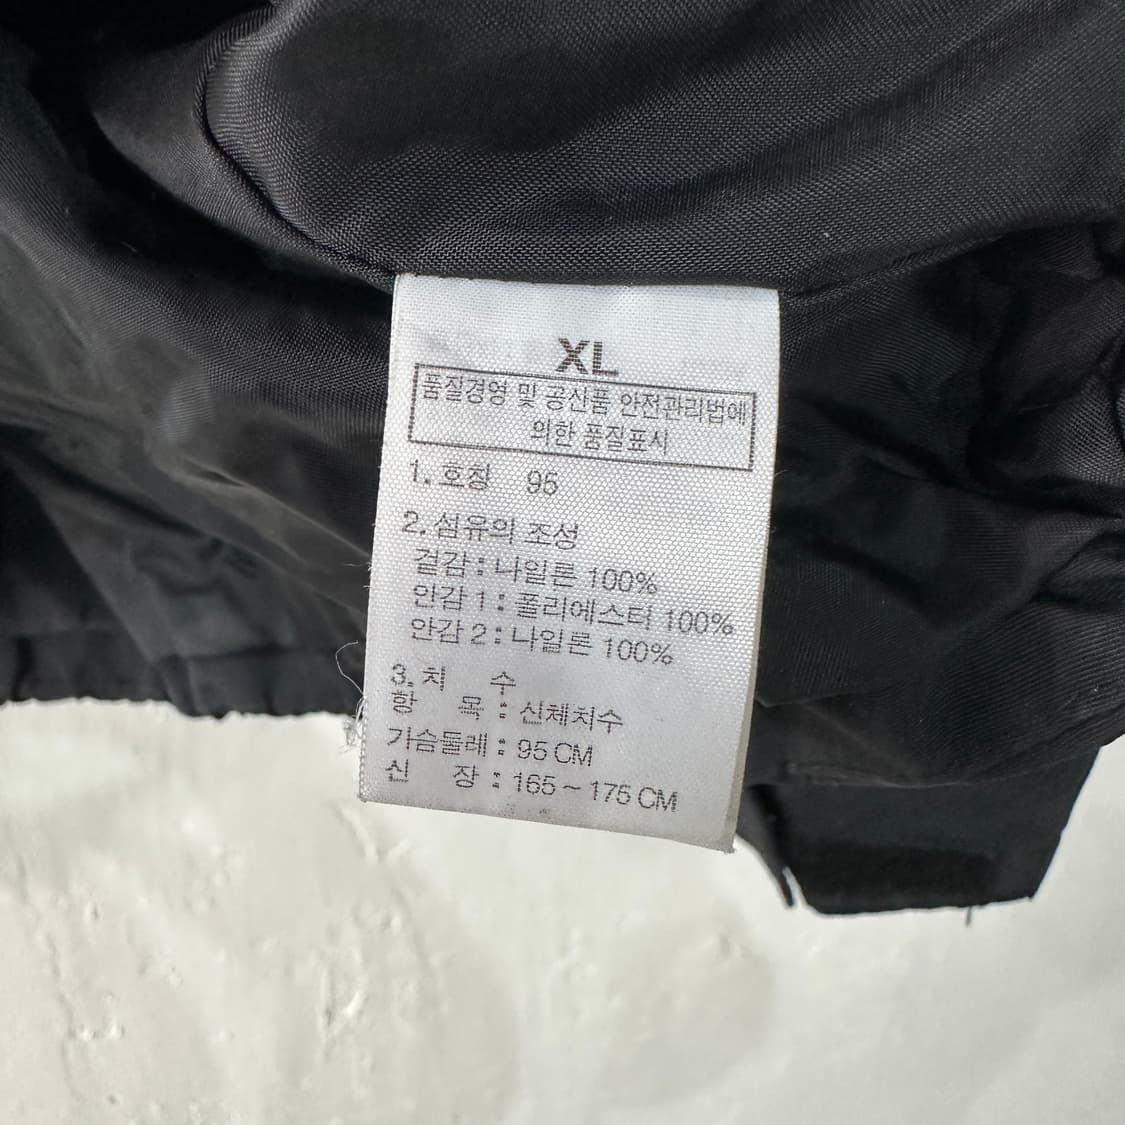 XL
품질경영 및 공산품 안전관리법에
의한 품질표시
1. 호칭 95
2. 섬유의 조성
겉감 : 나일론 100%
안감 1 : 폴리에스터 100%
안감 2 : 나일론 100%
3. 치 수
항 목 : 신체치수
가슴둘레 : 95 CM
신 장 : 165 ~ 175 CM